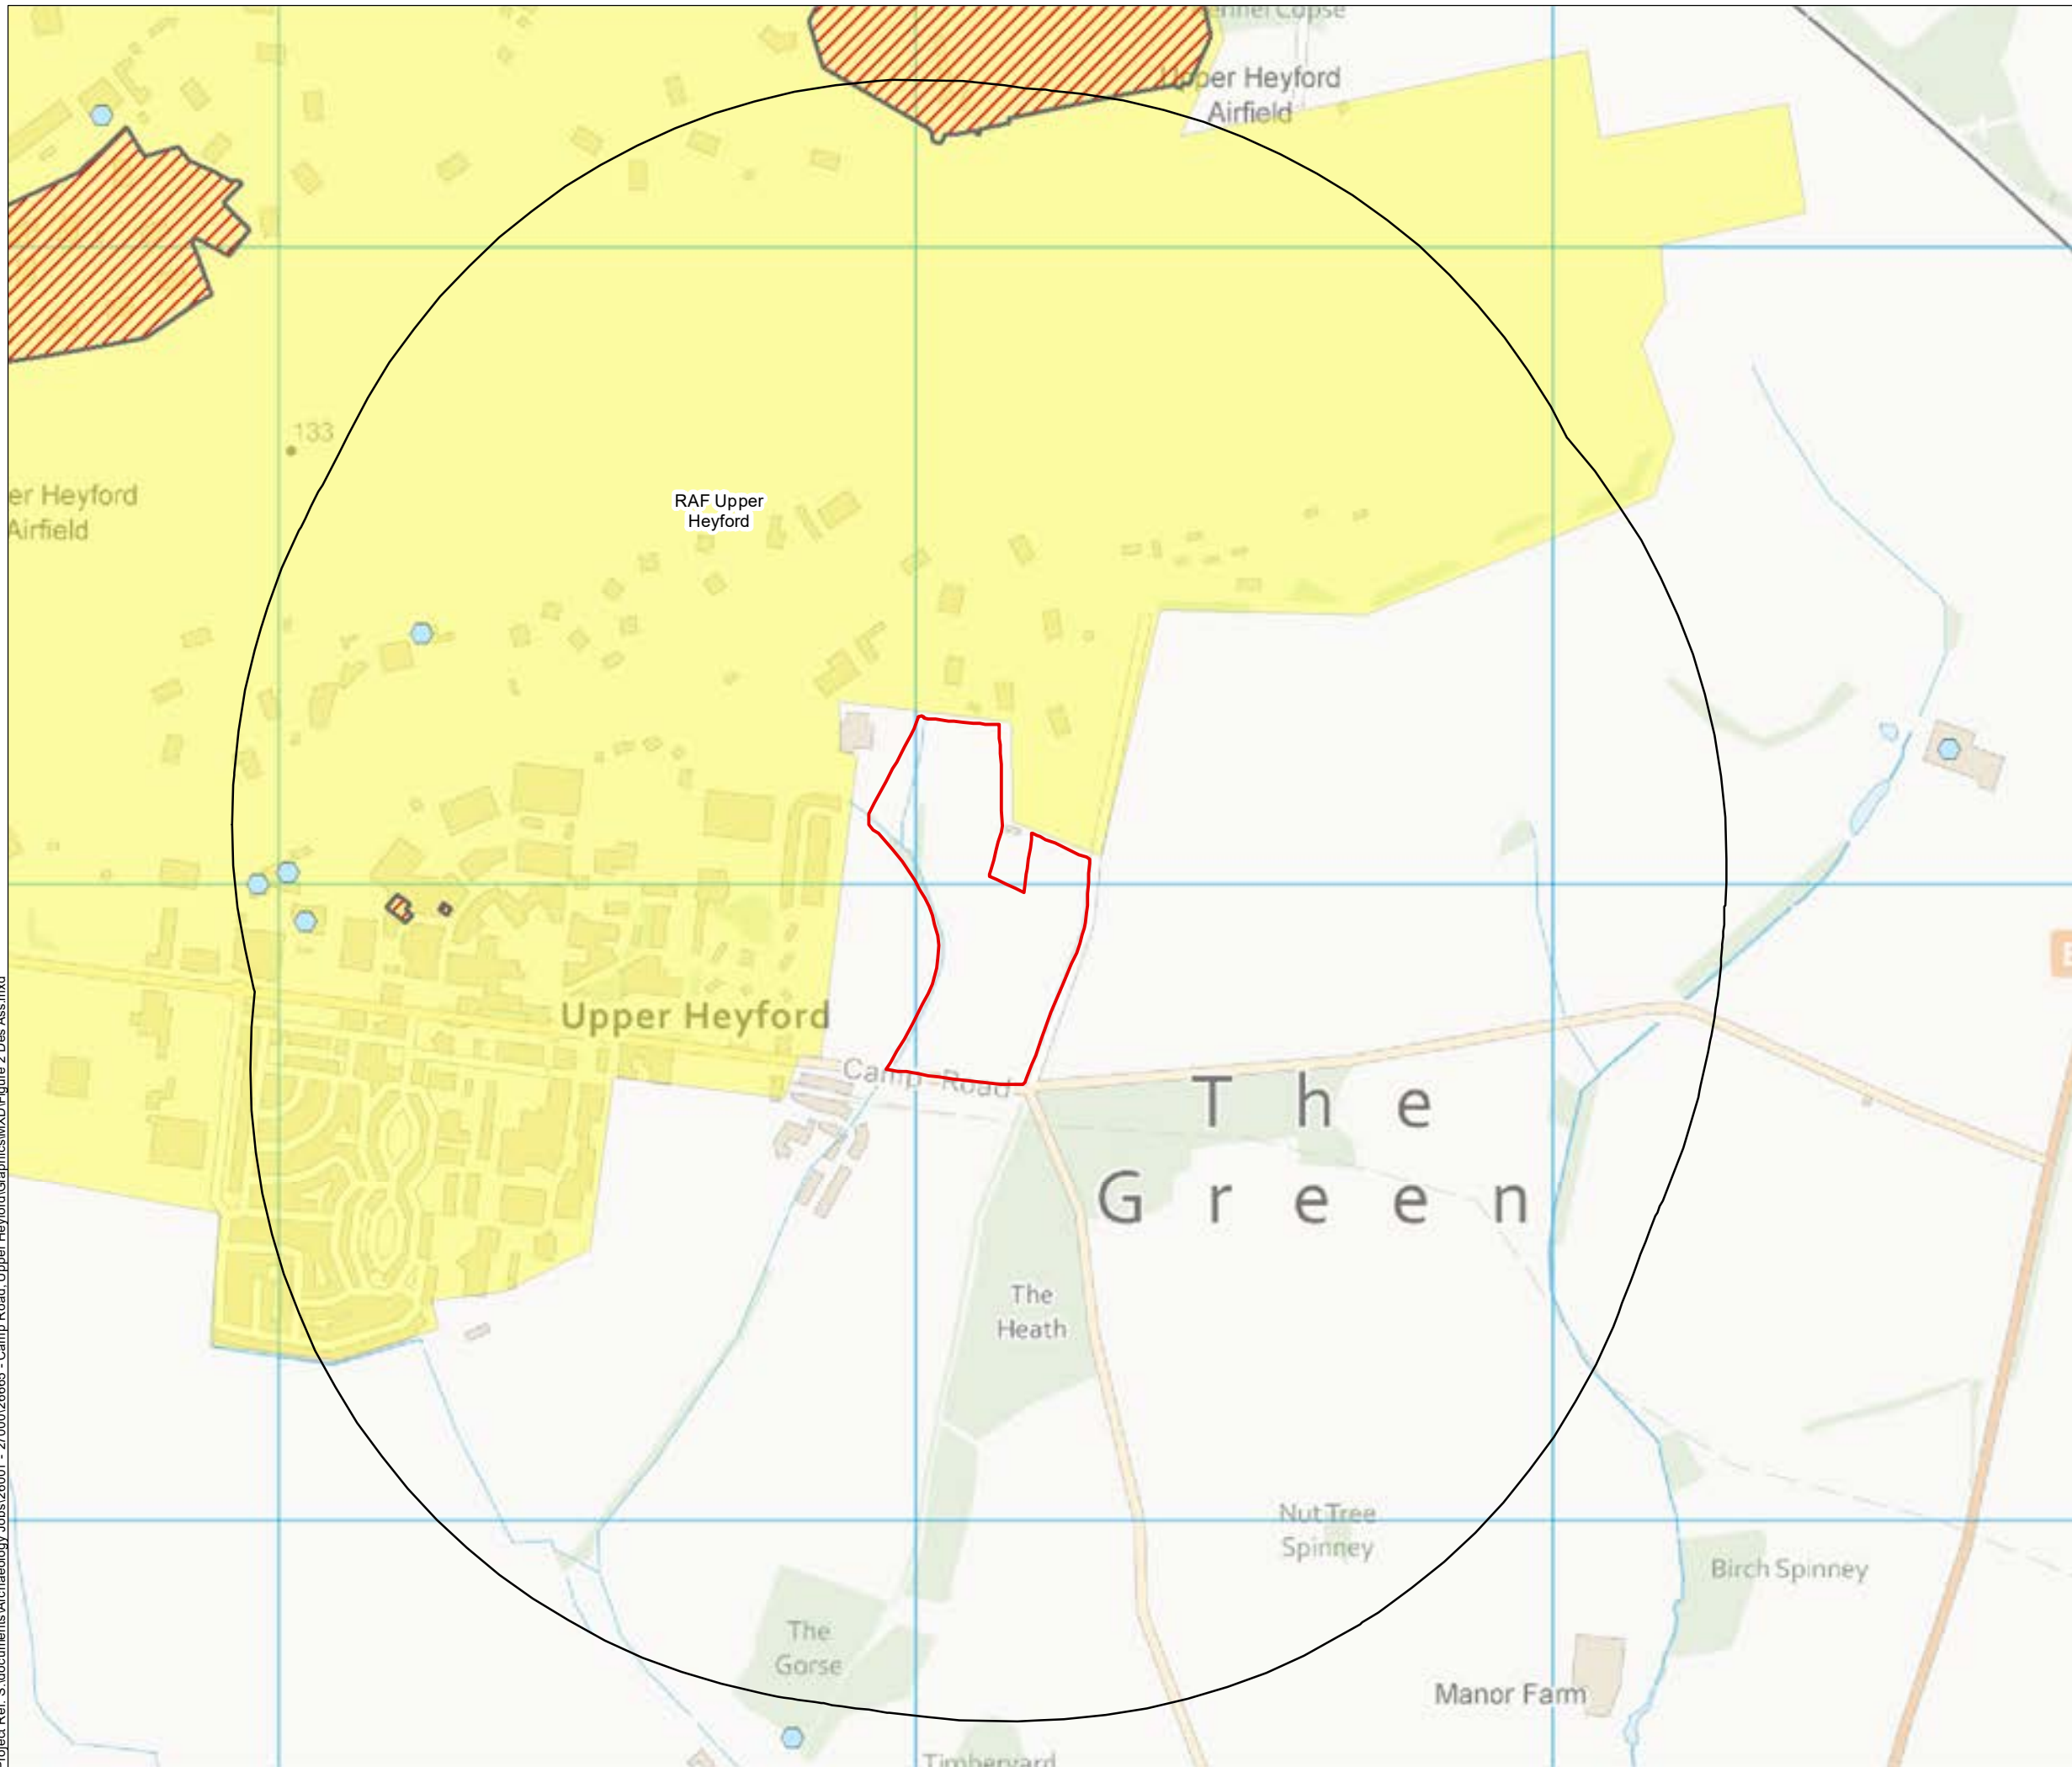 Upper Heyford
Airfield
133
er Heyford
Airfield
RAF Upper
Heyford
Upper Heyford
Camp Road
The
Green
The
Heath
Nut Tree
Spinney
Birch Spinney
The
Gorse
Manor Farm
Timberyard